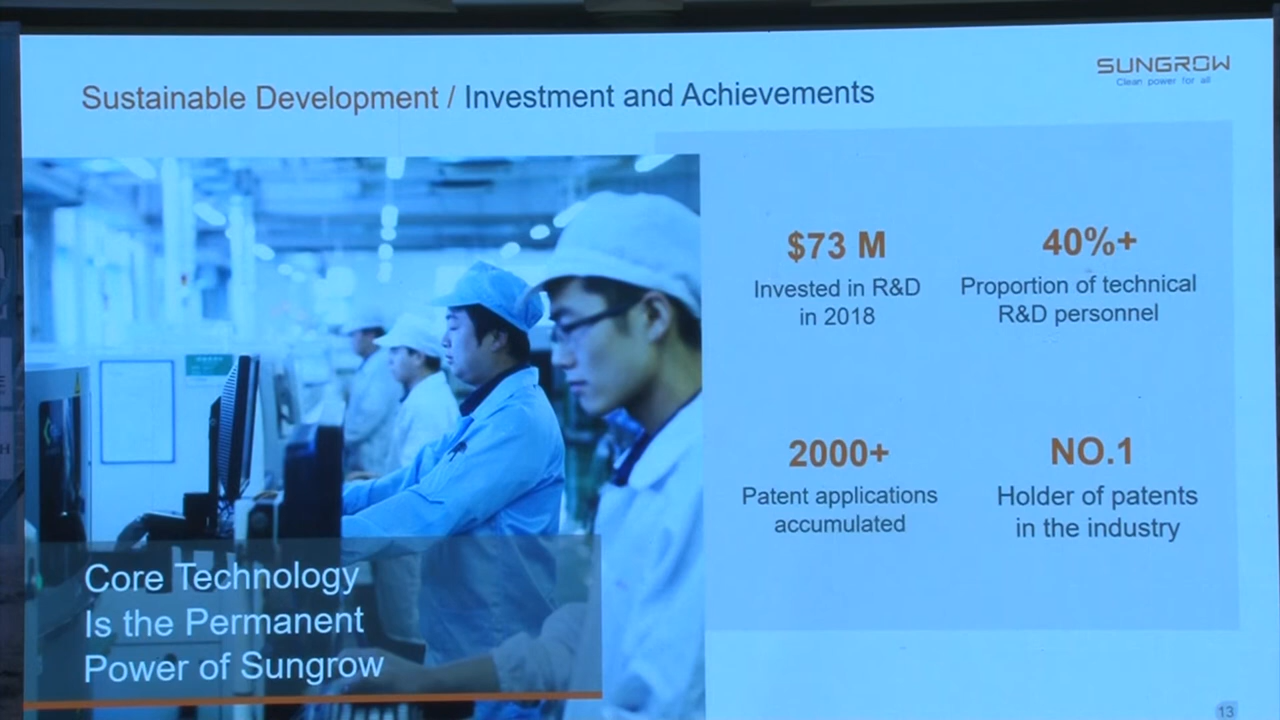 SUNGROW
Clean power for all
Sustainable Development / Investment and Achievements
$73 M
Invested in R&D
in 2018
40%+
Proportion of technical
R&D personnel
2000+
Patent applications
accumulated
NO.1
Holder of patents
in the industry
Core Technology
Is the Permanent
Power of Sungrow
13